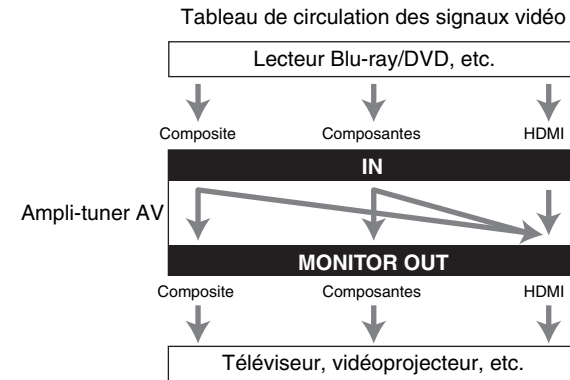 Tableau de circulation des signaux vidéo
Lecteur Blu-ray/DVD, etc.
Composite Composantes HDMI
IN
Ampli-tuner AV
MONITOR OUT
Composite Composantes HDMI
Téléviseur, vidéoprojecteur, etc.